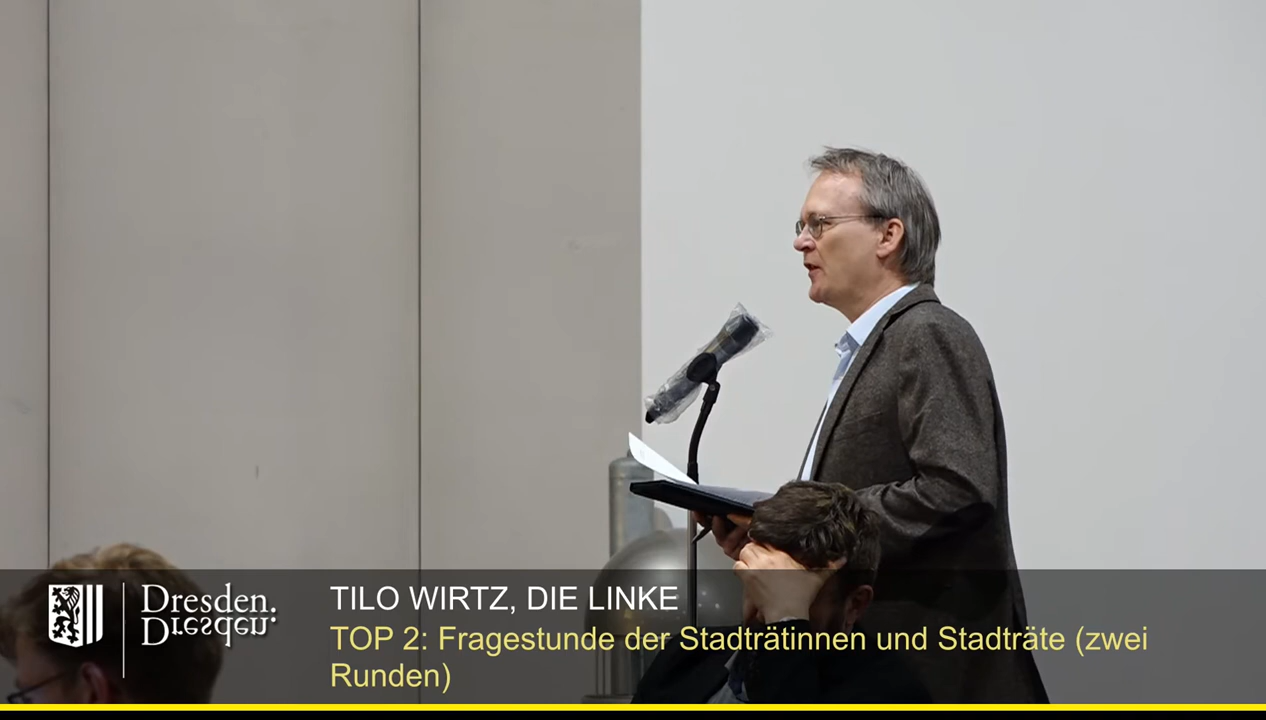 Dresden.
Dresden.
TILO WIRTZ, DIE LINKE
TOP 2: Fragestunde der Stadträtinnen und Stadträte (zwei
Runden)